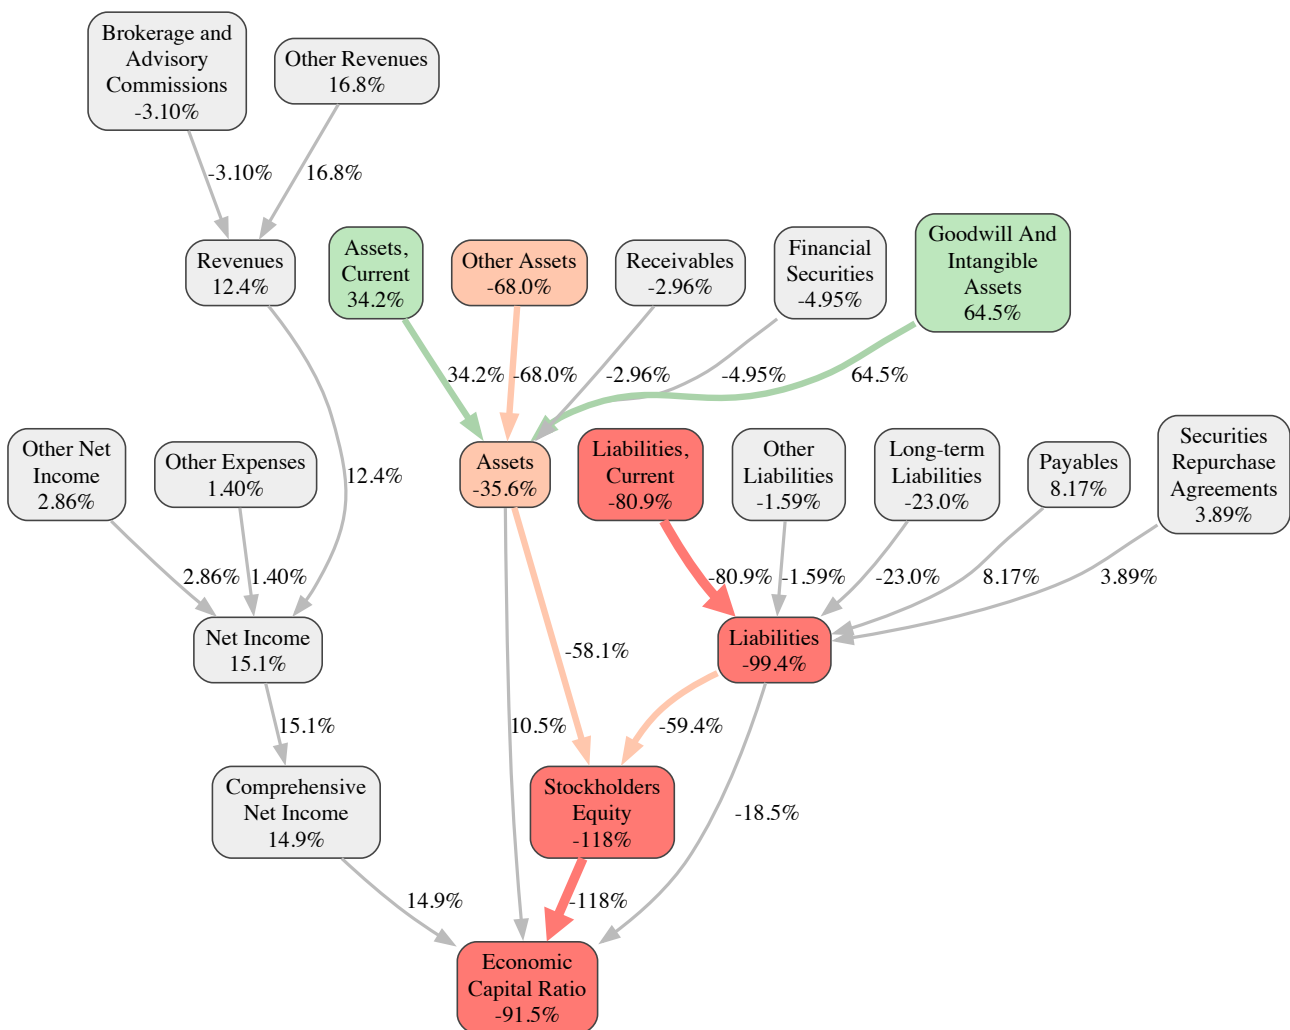 Brokerage and
Advisory
Commissions
-3.10%
Other Revenues
16.8%
-3.10%
16.8%
Revenues
12.4%
Assets,
Current
34.2%
Other Assets
-68.0%
Receivables
-2.96%
Financial
Securities
-4.95%
Goodwill And
Intangible
Assets
64.5%
34.2%
-68.0%
-2.96%
-4.95%
64.5%
Other Net
Income
2.86%
Other Expenses
1.40%
12.4%
Assets
-35.6%
Liabilities,
Current
-80.9%
Other
Liabilities
-1.59%
Long-term
Liabilities
-23.0%
Payables
8.17%
Securities
Repurchase
Agreements
3.89%
2.86%
1.40%
-80.9%
-1.59%
-23.0%
8.17%
3.89%
Net Income
15.1%
-58.1%
Liabilities
-99.4%
15.1%
10.5%
-59.4%
Comprehensive
Net Income
14.9%
Stockholders
Equity
-118%
-18.5%
14.9%
-118%
Economic
Capital Ratio
-91.5%